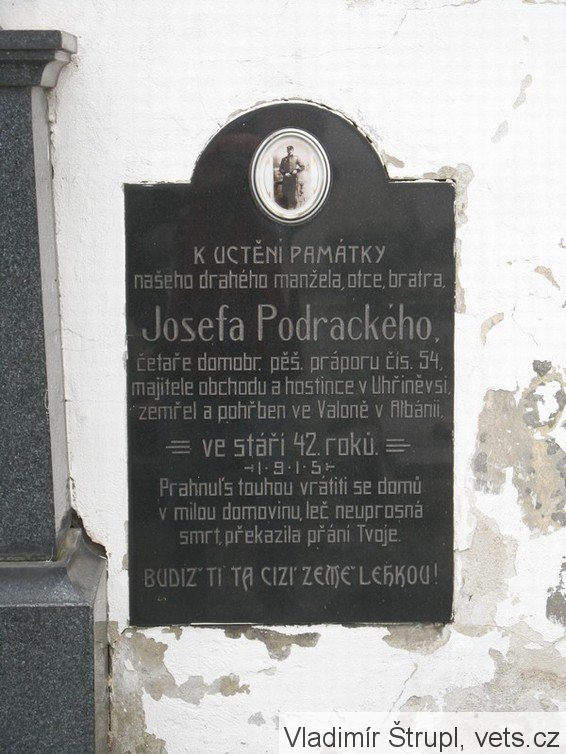 K UCTĚNÍ PAMÁTKY
našeho drahého manžela, otce, bratra,
Josefa Podrackého,
četaře domobr. pěš. práporu čís. 54,
majitele obchodu a hostince v Uhříněvsi,
zemřel a pohřben ve Valoně v Albánii,
ve stáří 42. roků.
1915
Prahnul's touhou vrátiti se domů
v milou domovinu, leč neuprosná
smrt, překazila přání Tvoje.
BUDIŽ TI TA CIZÍ ZEMĚ LEHKOU!
Vladimír Štrupl, vets.cz